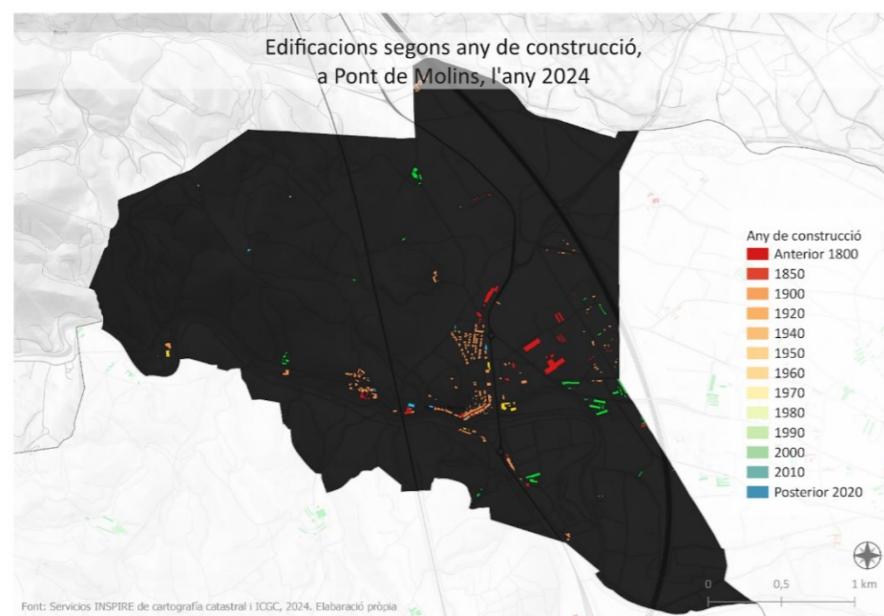 Edificacions segons any de construcció,
a Pont de Molins, l'any 2024
Any de construcció
Anterior 1800
1850
1900
1920
1940
1950
1960
1970
1980
1990
2000
2010
Posterior 2020
0 0,5 1 km
Font: Servicios INSPIRE de cartografía catastral i ICGC, 2024. Elabaració pròpia